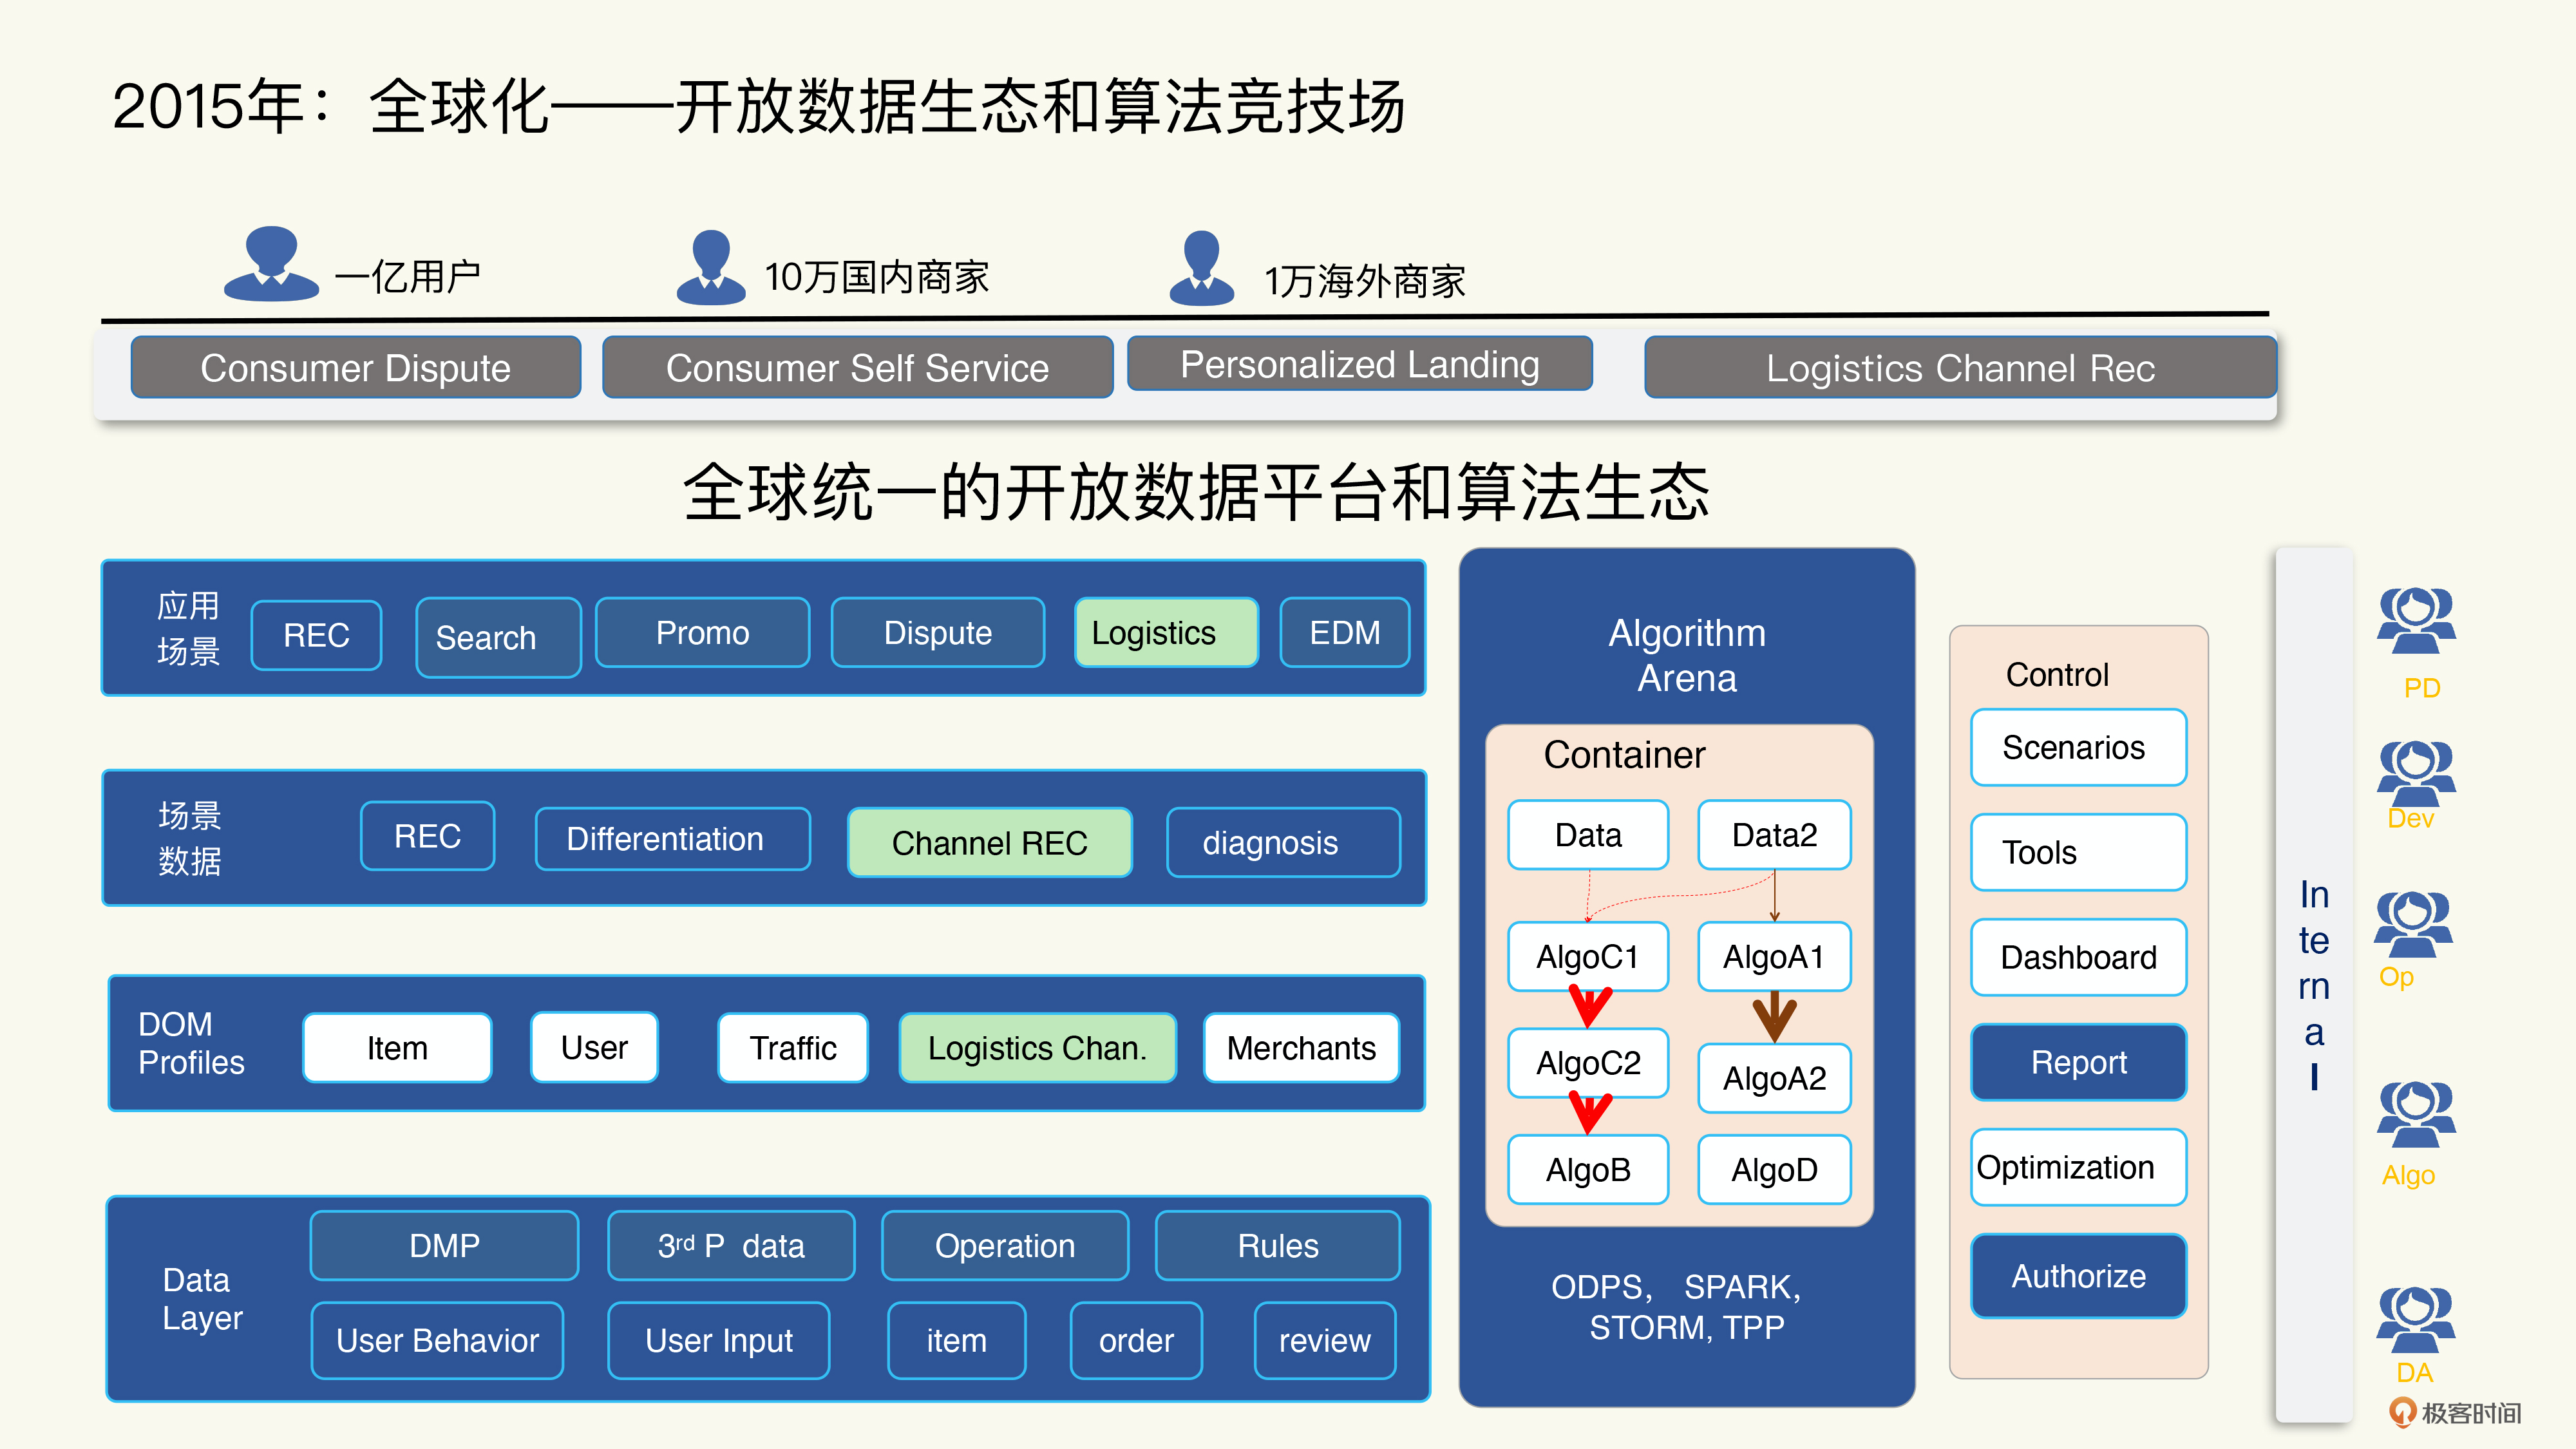 2015年：全球化——开放数据生态和算法竞技场
一亿用户
10万国内商家
1万海外商家
Consumer Dispute
Consumer Self Service
Personalized Landing
Logistics Channel Rec
全球统一的开放数据平台和算法生态
应用
场景
REC
Search
Promo
Dispute
Logistics
EDM
场景
数据
REC
Differentiation
Channel REC
diagnosis
DOM
Profiles
Item
User
Traffic
Logistics Chan.
Merchants
Data
Layer
DMP
3rd P data
Operation
Rules
User Behavior
User Input
item
order
review
Algorithm
Arena
Container
Data
Data2
AlgoC1
AlgoA1
AlgoC2
AlgoA2
AlgoB
AlgoD
ODPS， SPARK，
STORM, TPP
Control
Scenarios
Tools
Dashboard
Report
Optimization
Authorize
In
te
rn
a
l
PD
Dev
Op
Algo
DA
极客时间